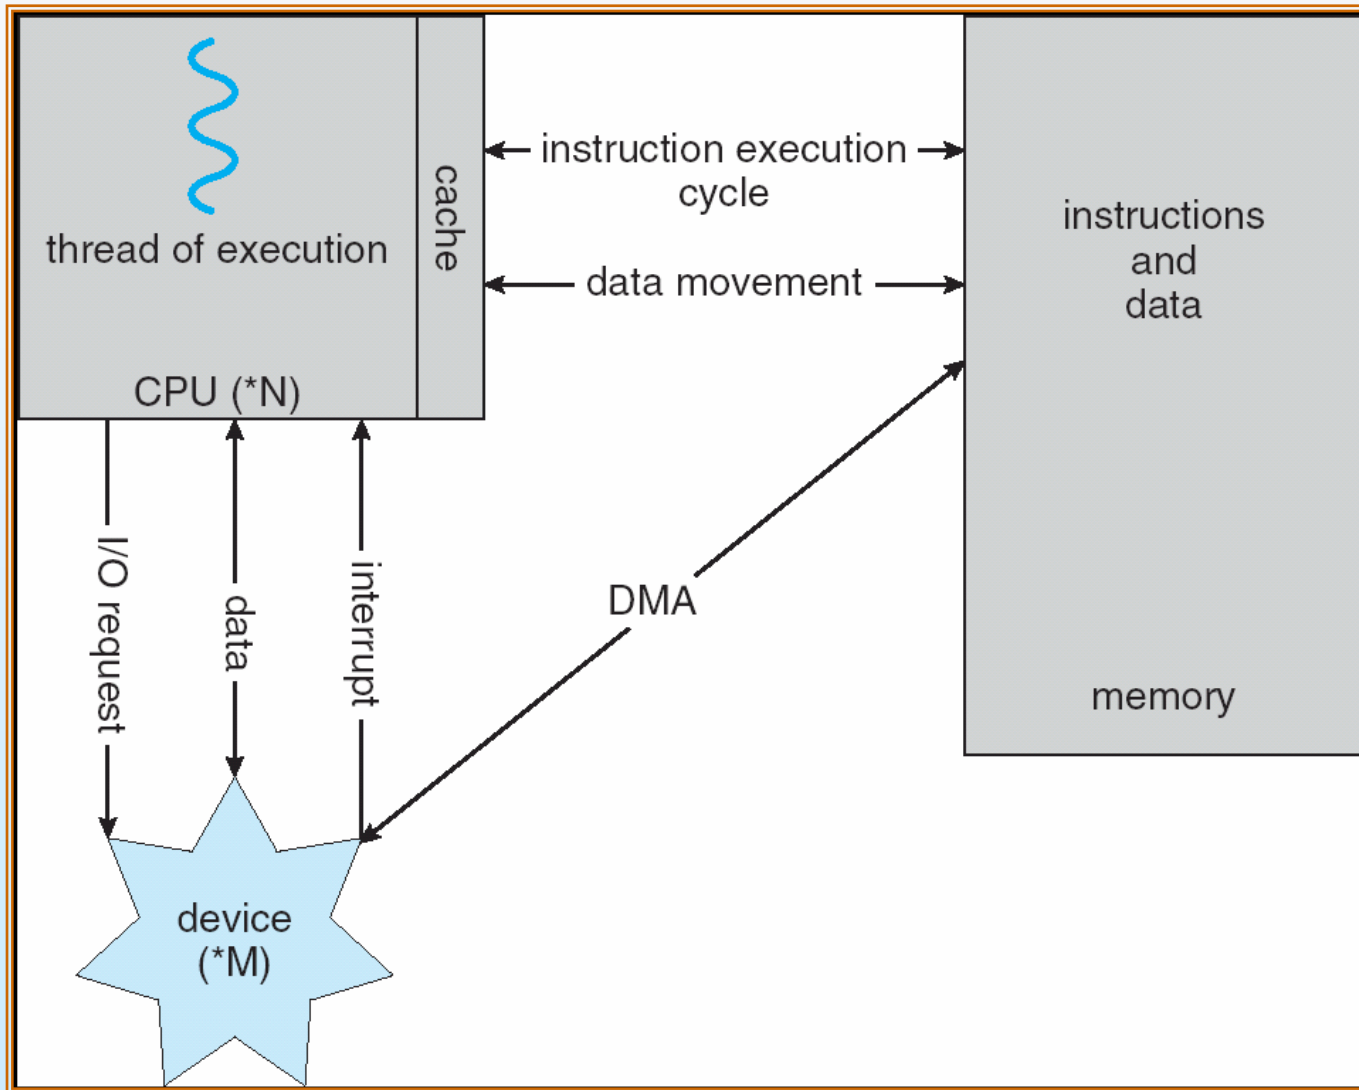 thread of execution
cache
CPU (*N)
instruction execution
cycle
data movement
instructions
and
data
memory
I/O request
data
interrupt
DMA
device
(*M)